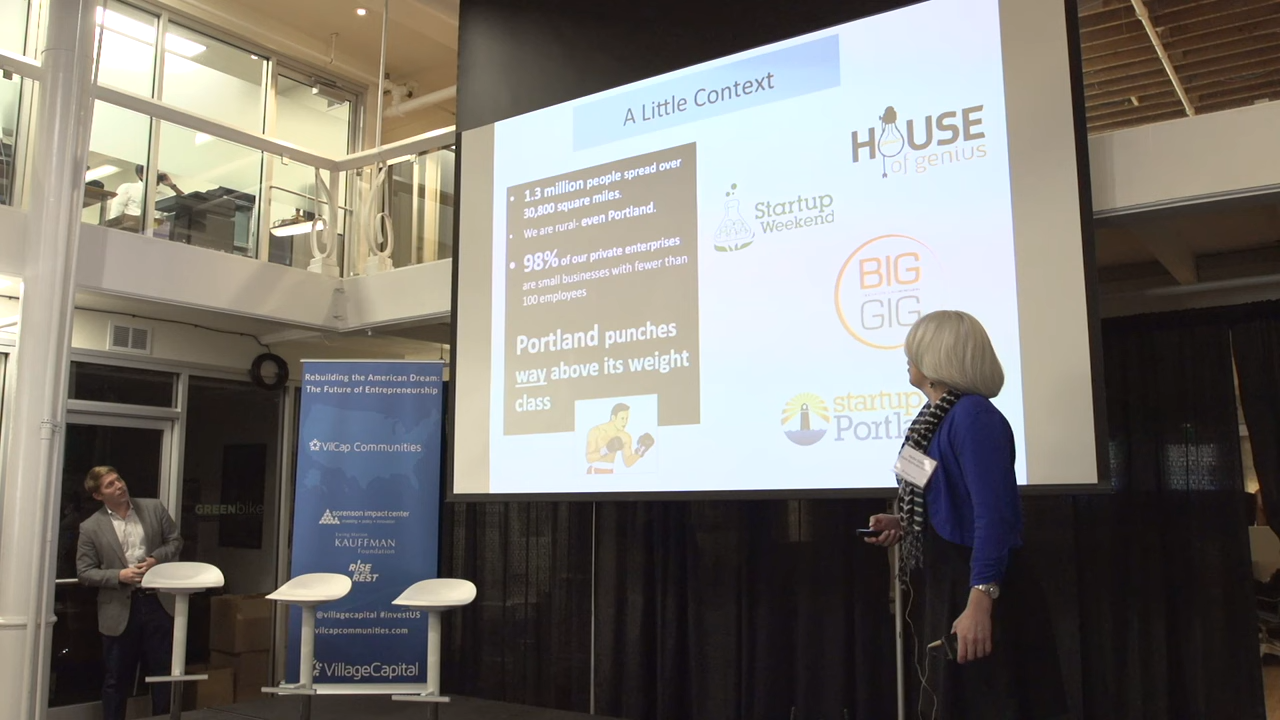 A Little Context
• 1.3 million people spread over
30,800 square miles.
• We are rural- even Portland.
• 98% of our private enterprises
are small businesses with fewer than
100 employees
Portland punches
way above its weight
class
HOUSE
of genius
Startup
Weekend
BIG
GIG
startup
Portla
Rebuilding the American Dream:
The Future of Entrepreneurship
VilCap Communities
sorenson impact center
KAUFFMAN
Foundation
RISE
OF THE
REST
@villagecapital #investUS
vilcapcommunities.com
VillageCapital
GREENbike